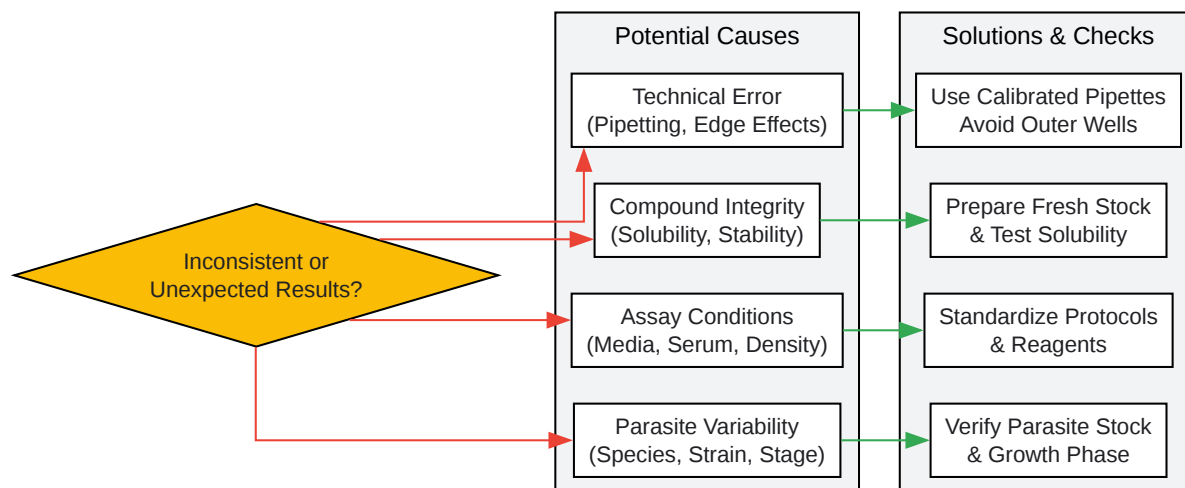 Potential Causes
Solutions & Checks
Technical Error
(Pipetting, Edge Effects)
Use Calibrated Pipettes
Avoid Outer Wells
Compound Integrity
(Solubility, Stability)
Prepare Fresh Stock
& Test Solubility
Inconsistent or
Unexpected Results?
Assay Conditions
(Media, Serum, Density)
Standardize Protocols
& Reagents
Parasite Variability
(Species, Strain, Stage)
Verify Parasite Stock
& Growth Phase